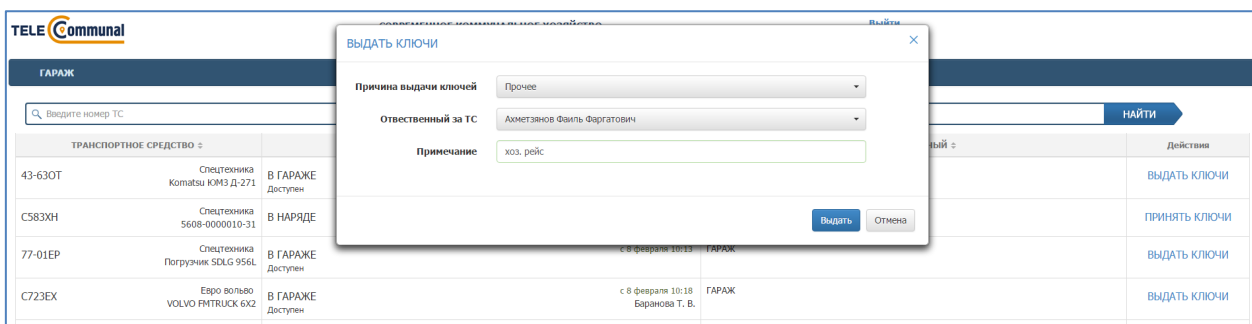 TELE Communal
СОВРЕМЕННОЕ КОММУНАЛЬНОЕ ХОЗЯЙСТВО
Выйти
ВЫДАТЬ КЛЮЧИ
×
ГАРАЖ
Причина выдачи ключей Прочее
Отвественный за ТС Ахметзянов Фаиль Фаргатович
Примечание хоз. рейс
Выдать Отмена
Введите номер ТС НАЙТИ
ТРАНСПОРТНОЕ СРЕДСТВО Действия
43-63ОТ Спецтехника В ГАРАЖЕ ВЫДАТЬ КЛЮЧИ
Komatsu ЮМЗ Д-271 Доступен
С583ХН Спецтехника В НАРЯДЕ ПРИНЯТЬ КЛЮЧИ
5608-0000010-31
77-01ЕР Спецтехника В ГАРАЖЕ с 8 февраля 10:13 ГАРАЖ ВЫДАТЬ КЛЮЧИ
Погрузчик SDLG 956L Доступен
С723ЕХ Евро вольво В ГАРАЖЕ с 8 февраля 10:18 ГАРАЖ ВЫДАТЬ КЛЮЧИ
VOLVO FMTRUCK 6X2 Доступен Баранова Т. В.